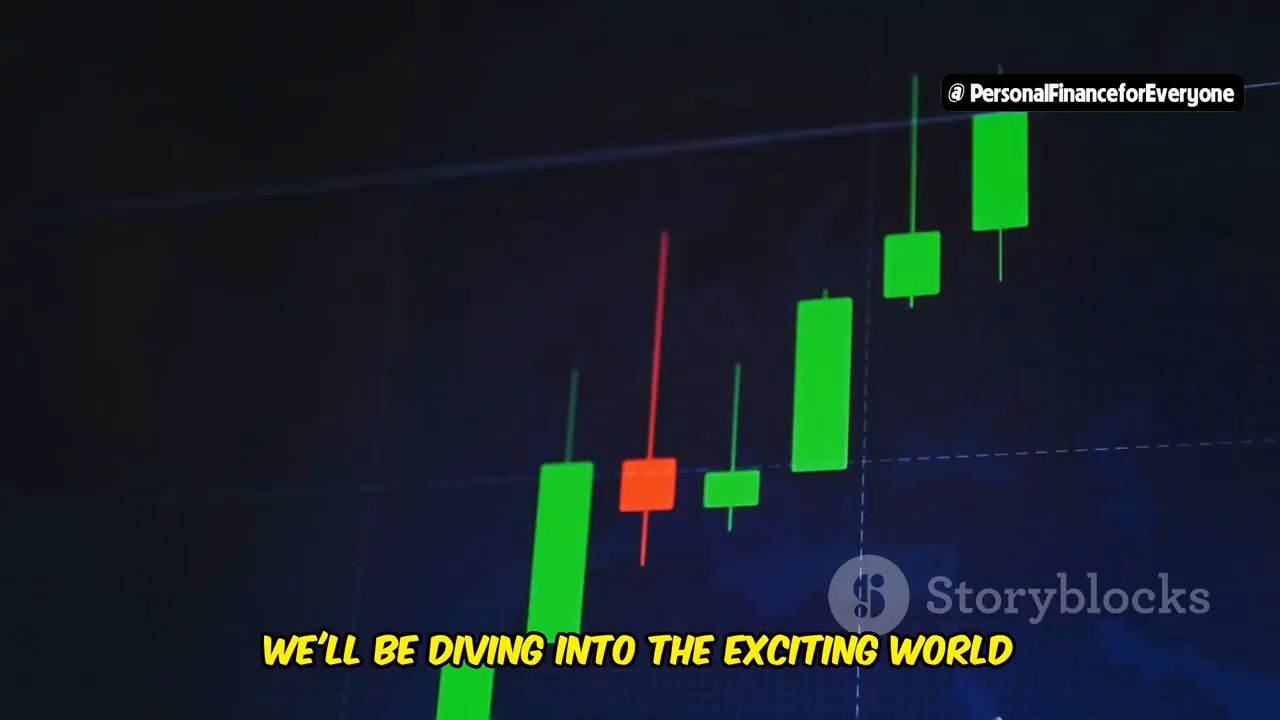 @ PersonalFinanceforEveryone
Storyblocks
WE'LL BE DIVING INTO THE EXCITING WORLD